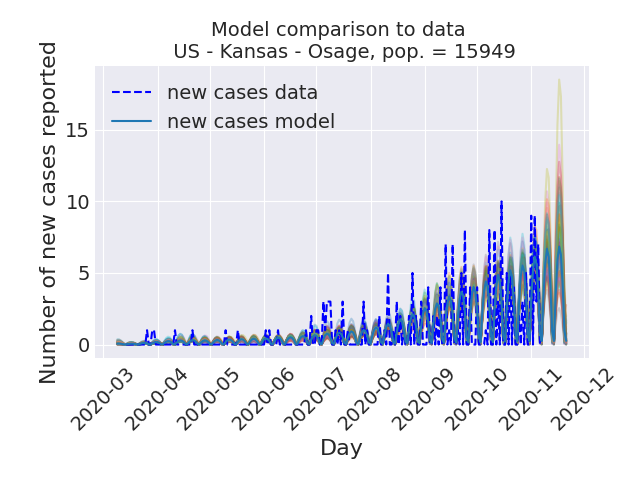 Model comparison to data
US - Kansas - Osage, pop. = 15949
Number of new cases reported
new cases data
new cases model
15
10
5
0
2020-03
2020-04
2020-05
2020-06
2020-07
2020-08
2020-09
2020-10
2020-11
2020-12
Day